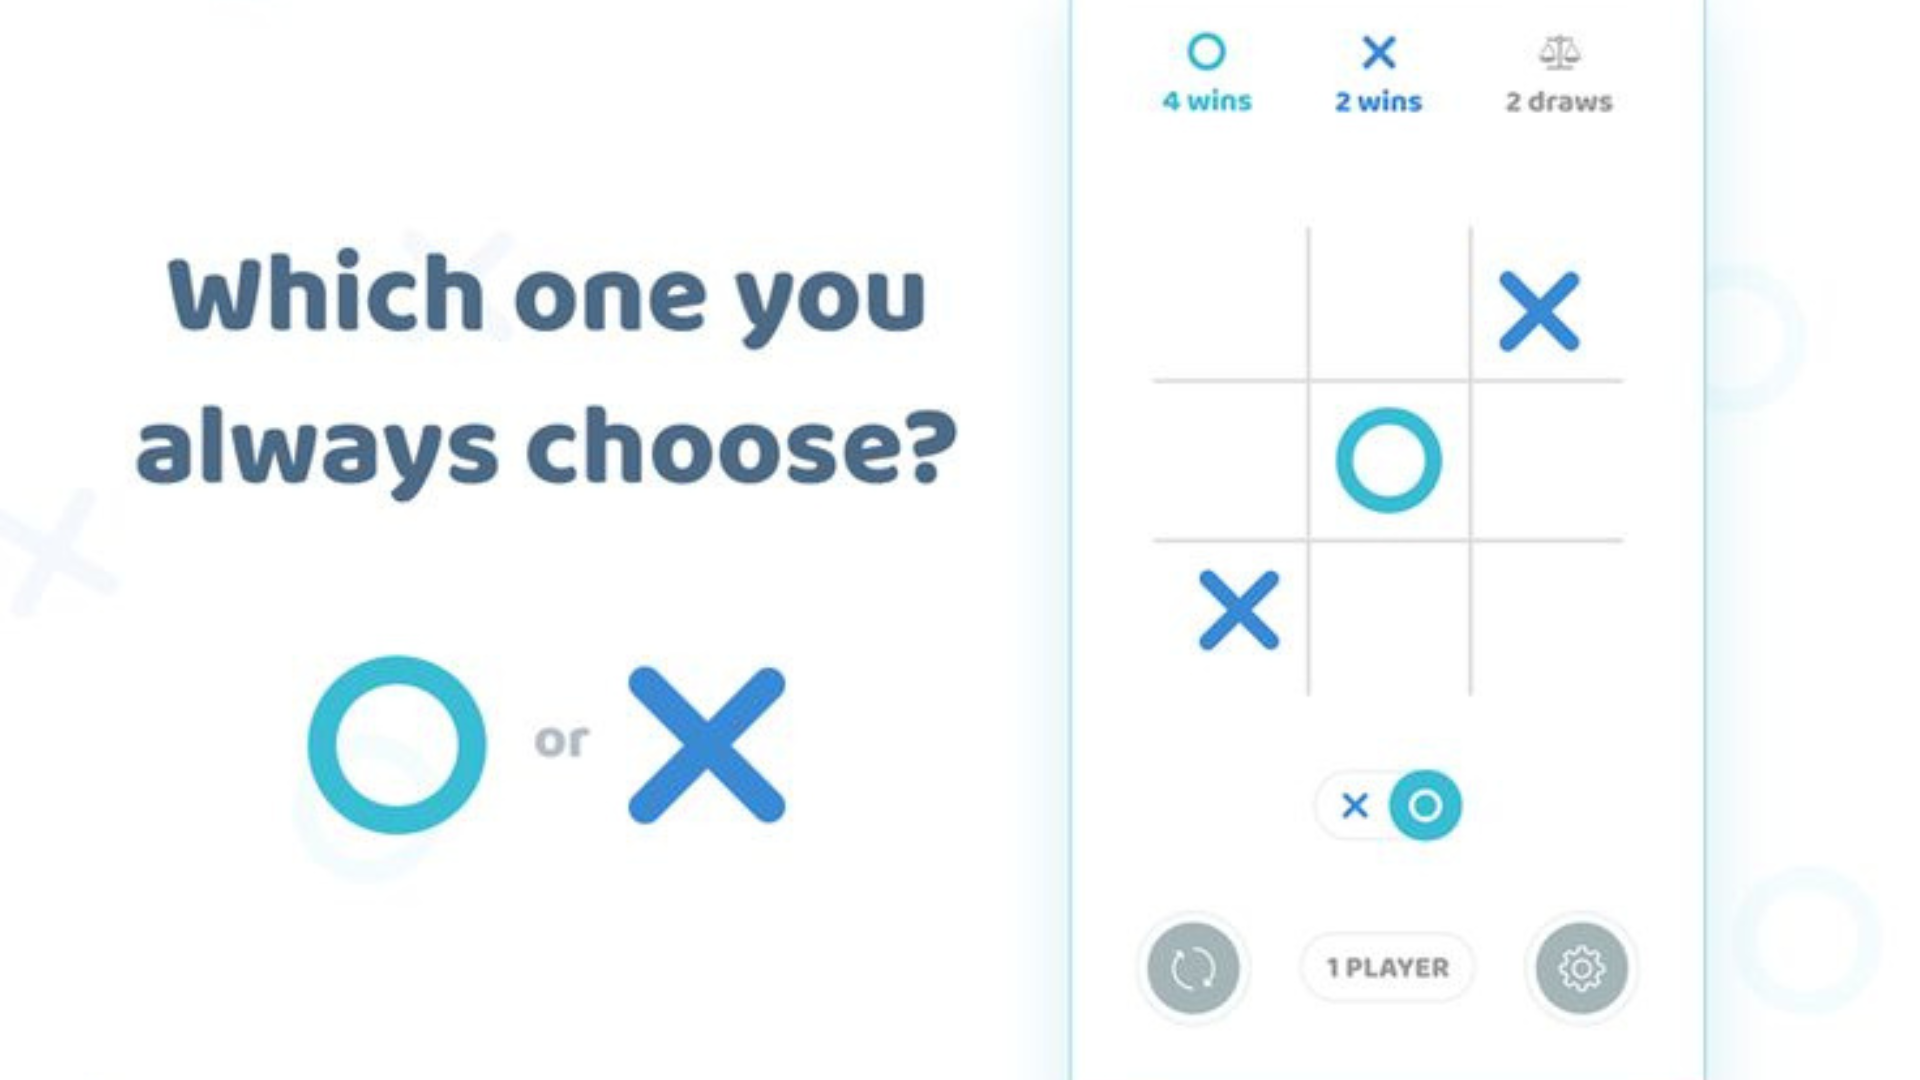 Which one you
always choose?
or
4 wins
2 wins
2 draws
1 PLAYER